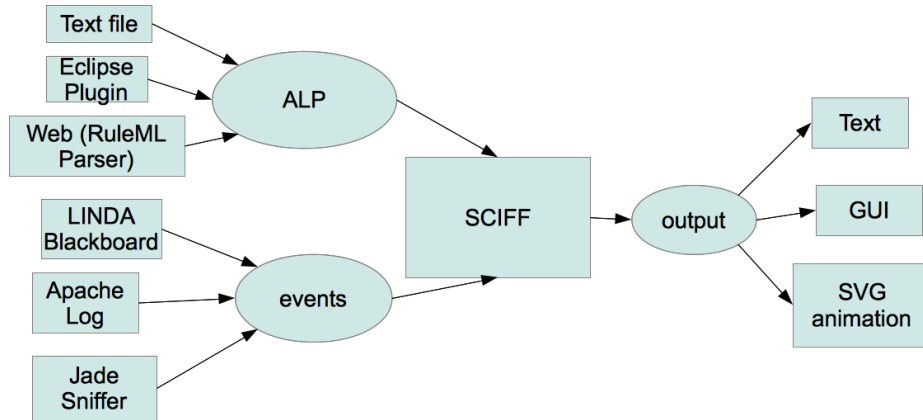 Text file
Eclipse
Plugin
Web (RuleML
Parser)
ALP
LINDA
Blackboard
Apache
Log
Jade
Sniffer
events
SCIFF
output
Text
GUI
SVG
animation